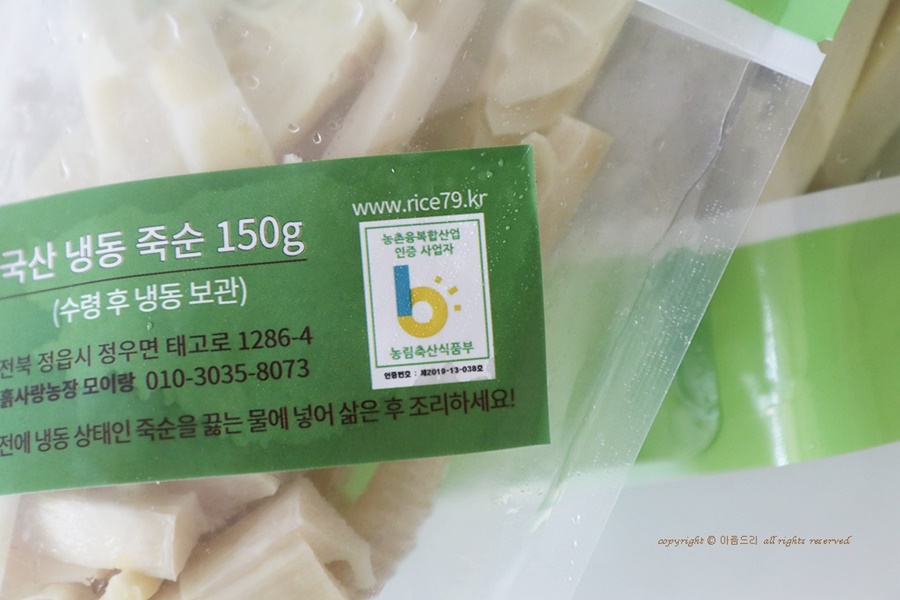 www.rice79.kr
국산 냉동 죽순 150g
(수령 후 냉동 보관)
전북 정읍시 정우면 태고로 1286-4
흙사랑농장 모이랑 010-3035-8073
전에 냉동 상태인 죽순을 끓는 물에 넣어 삶은 후 조리하세요!
농촌융복합산업
인증 사업자
농림축산식품부
인증번호 : 제2019-13-038호
copyright © 아롬드리 all rights reserved